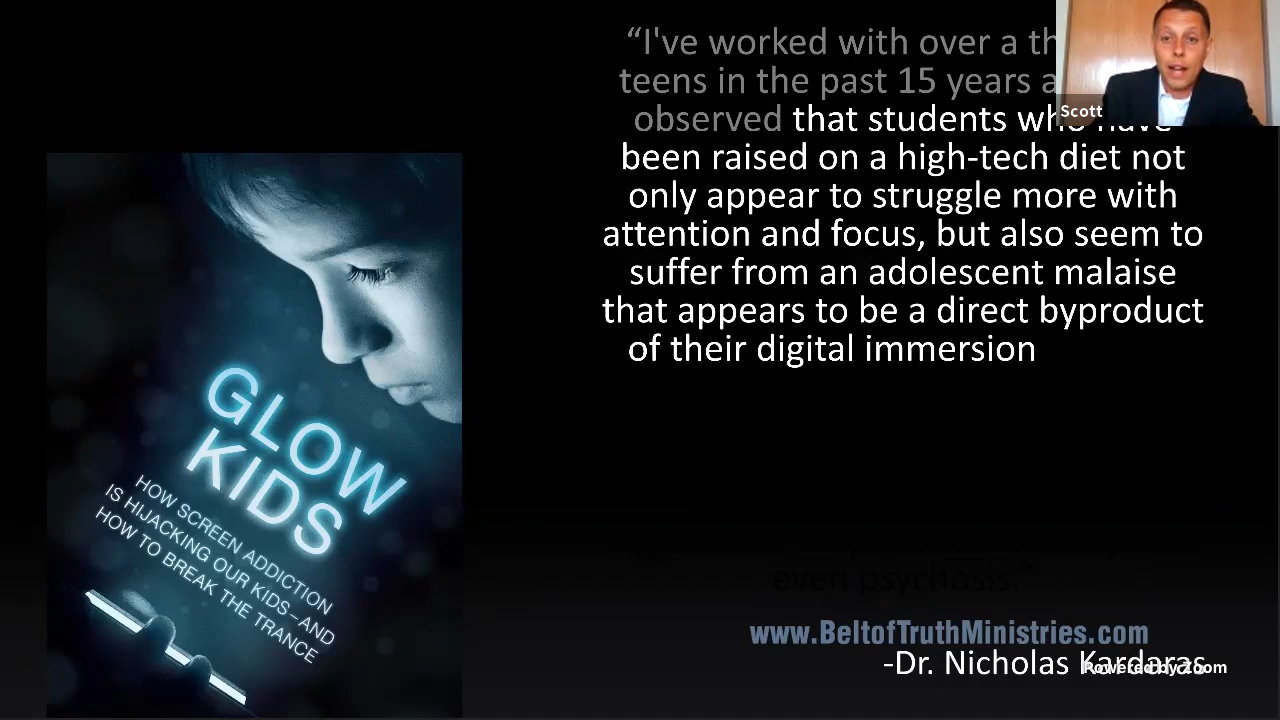 “I've worked with over a th
teens in the past 15 years a
observed that students who have
been raised on a high-tech diet not
only appear to struggle more with
attention and focus, but also seem to
suffer from an adolescent malaise
that appears to be a direct byproduct
of their digital immersion
even psychosis.”
www.BeltofTruthMinistries.com
-Dr. Nicholas Kardaras
Powered by Zoom
Scott
GLOW
KIDS
HOW SCREEN ADDICTION
IS HIJACKING OUR KIDS—AND
HOW TO BREAK THE TRANCE